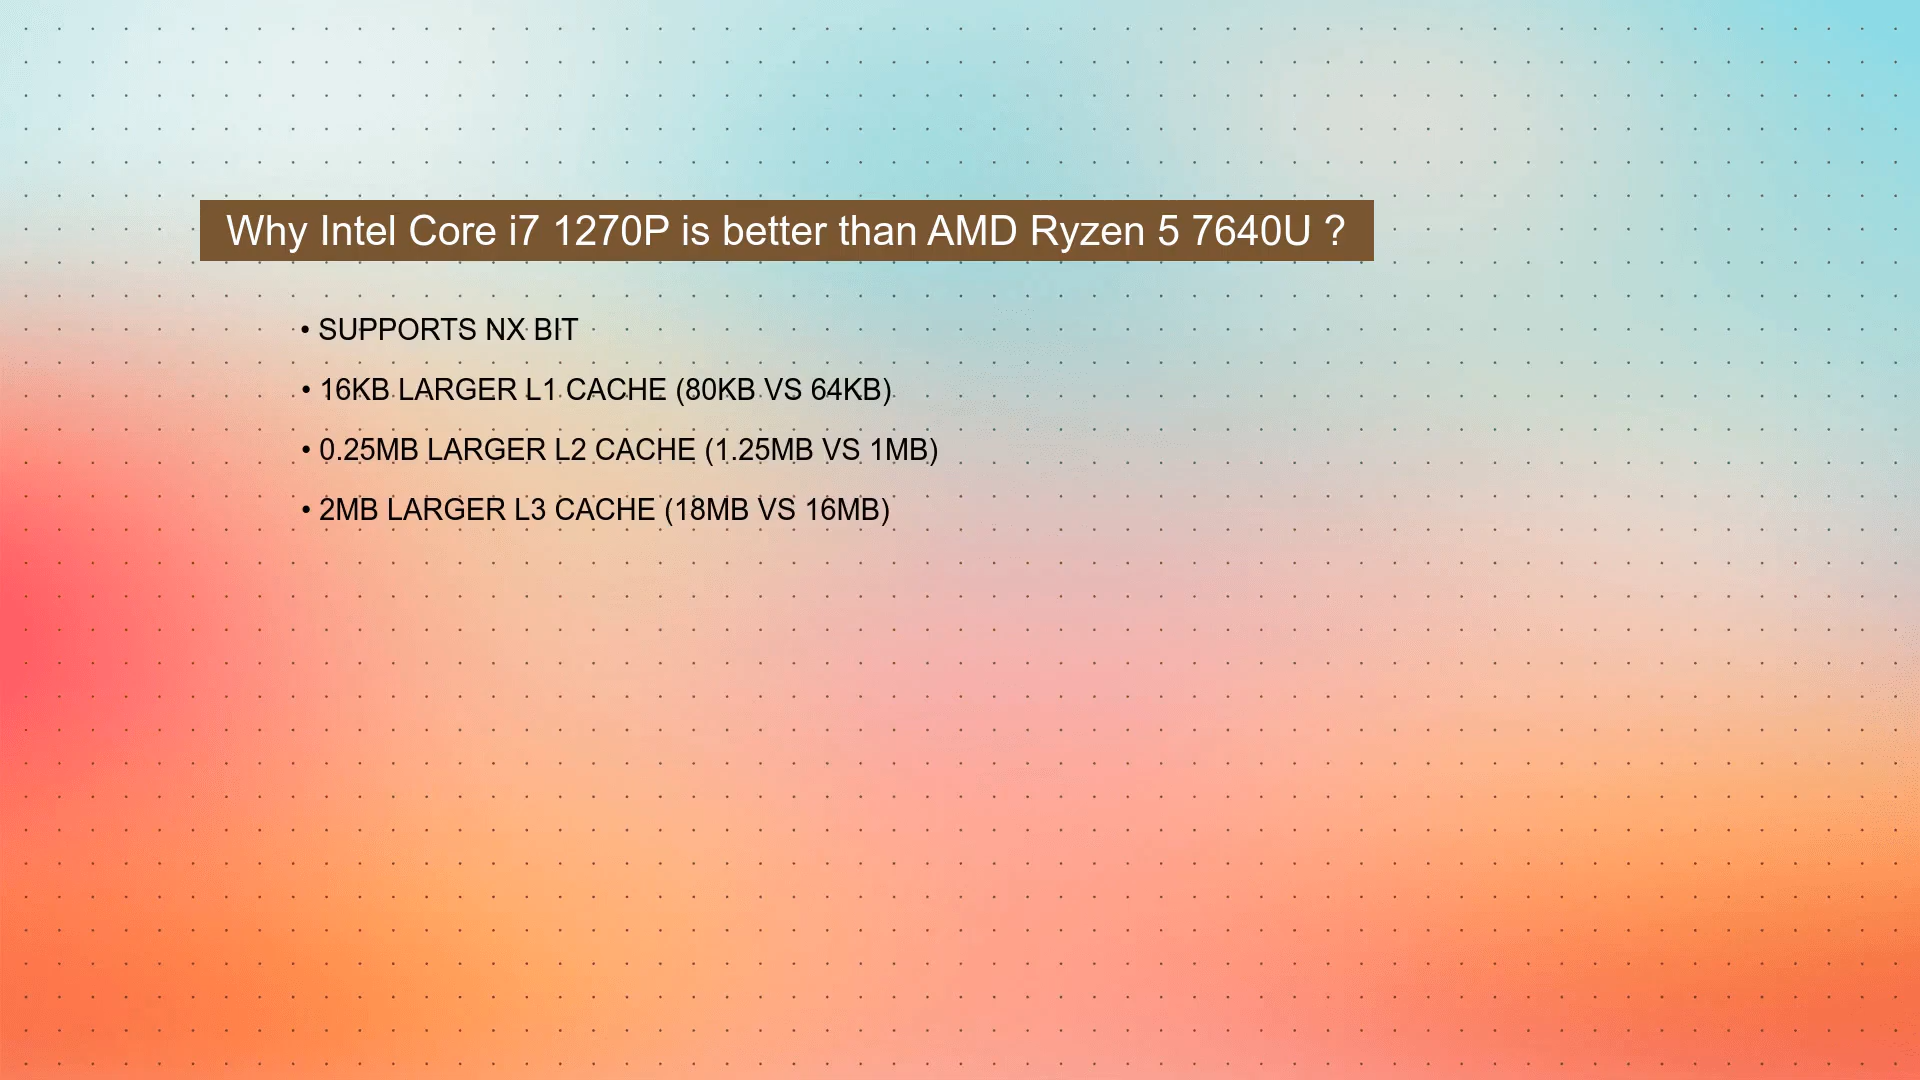 Why Intel Core i7 1270P is better than AMD Ryzen 5 7640U ?
• SUPPORTS NX BIT
• 16KB LARGER L1 CACHE (80KB VS 64KB)
• 0.25MB LARGER L2 CACHE (1.25MB VS 1MB)
• 2MB LARGER L3 CACHE (18MB VS 16MB)